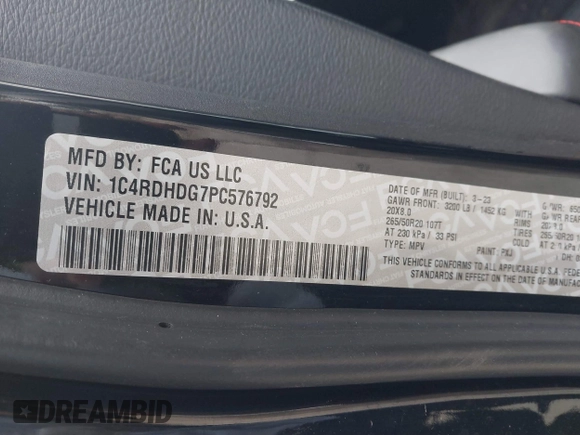 MFD BY: FCA US LLC
VIN: 1C4RDHDG7PC576792
VEHICLE MADE IN U.S.A.
DATE OF MFR (BUILT): 3-23
GAWR FRONT: 3200 LB / 1452 KG
20X8.0
265/50R20 107T
AT 230 kPa / 33 PSI
TYPE: MPV
PAINT:
THIS VEHICLE CONFORMS TO ALL APPLICABLE U.S.A. FEDE
STANDARDS IN EFFECT ON THE DATE OF MANUFACTU
RIMS
TIRES
COLD
DREAMBID